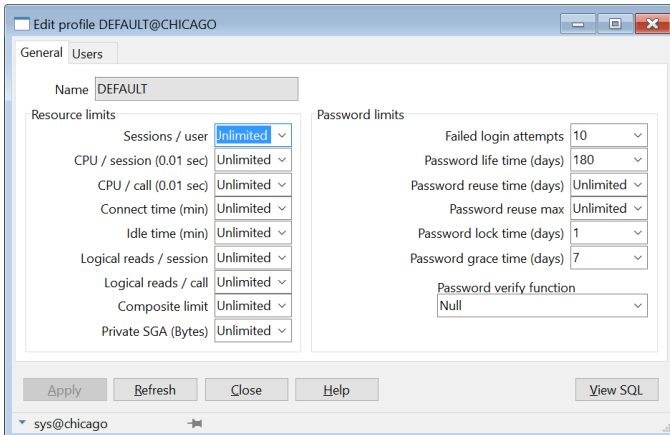 Edit profile DEFAULT@CHICAGO
General Users
Name DEFAULT
Resource limits
Sessions / user Unlimited
CPU / session (0.01 sec) Unlimited
CPU / call (0.01 sec) Unlimited
Connect time (min) Unlimited
Idle time (min) Unlimited
Logical reads / session Unlimited
Logical reads / call Unlimited
Composite limit Unlimited
Private SGA (Bytes) Unlimited
Password limits
Failed login attempts 10
Password life time (days) 180
Password reuse time (days) Unlimited
Password reuse max Unlimited
Password lock time (days) 1
Password grace time (days) 7
Password verify function
Null
Apply Refresh Close Help View SQL
sys@chicago